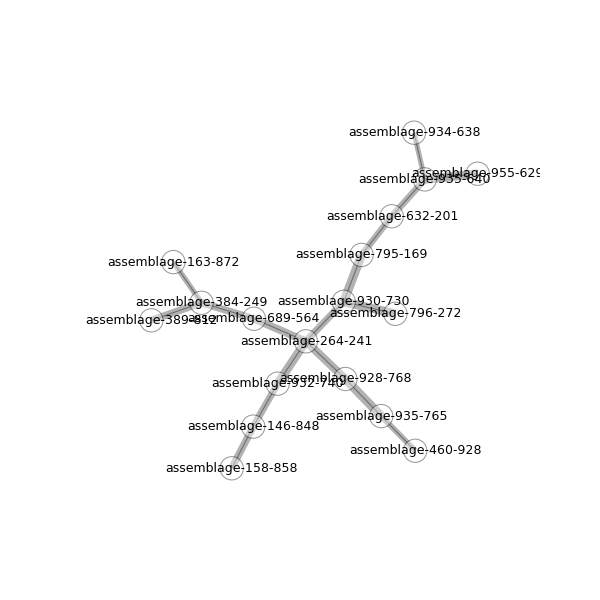 assemblage-934-638
assemblage-955-629
assemblage-935-640
assemblage-632-201
assemblage-795-169
assemblage-163-872
assemblage-384-249
assemblage-930-730
assemblage-796-272
assemblage-389-812
assemblage-689-564
assemblage-264-241
assemblage-928-768
assemblage-932-740
assemblage-935-765
assemblage-146-848
assemblage-460-928
assemblage-158-858